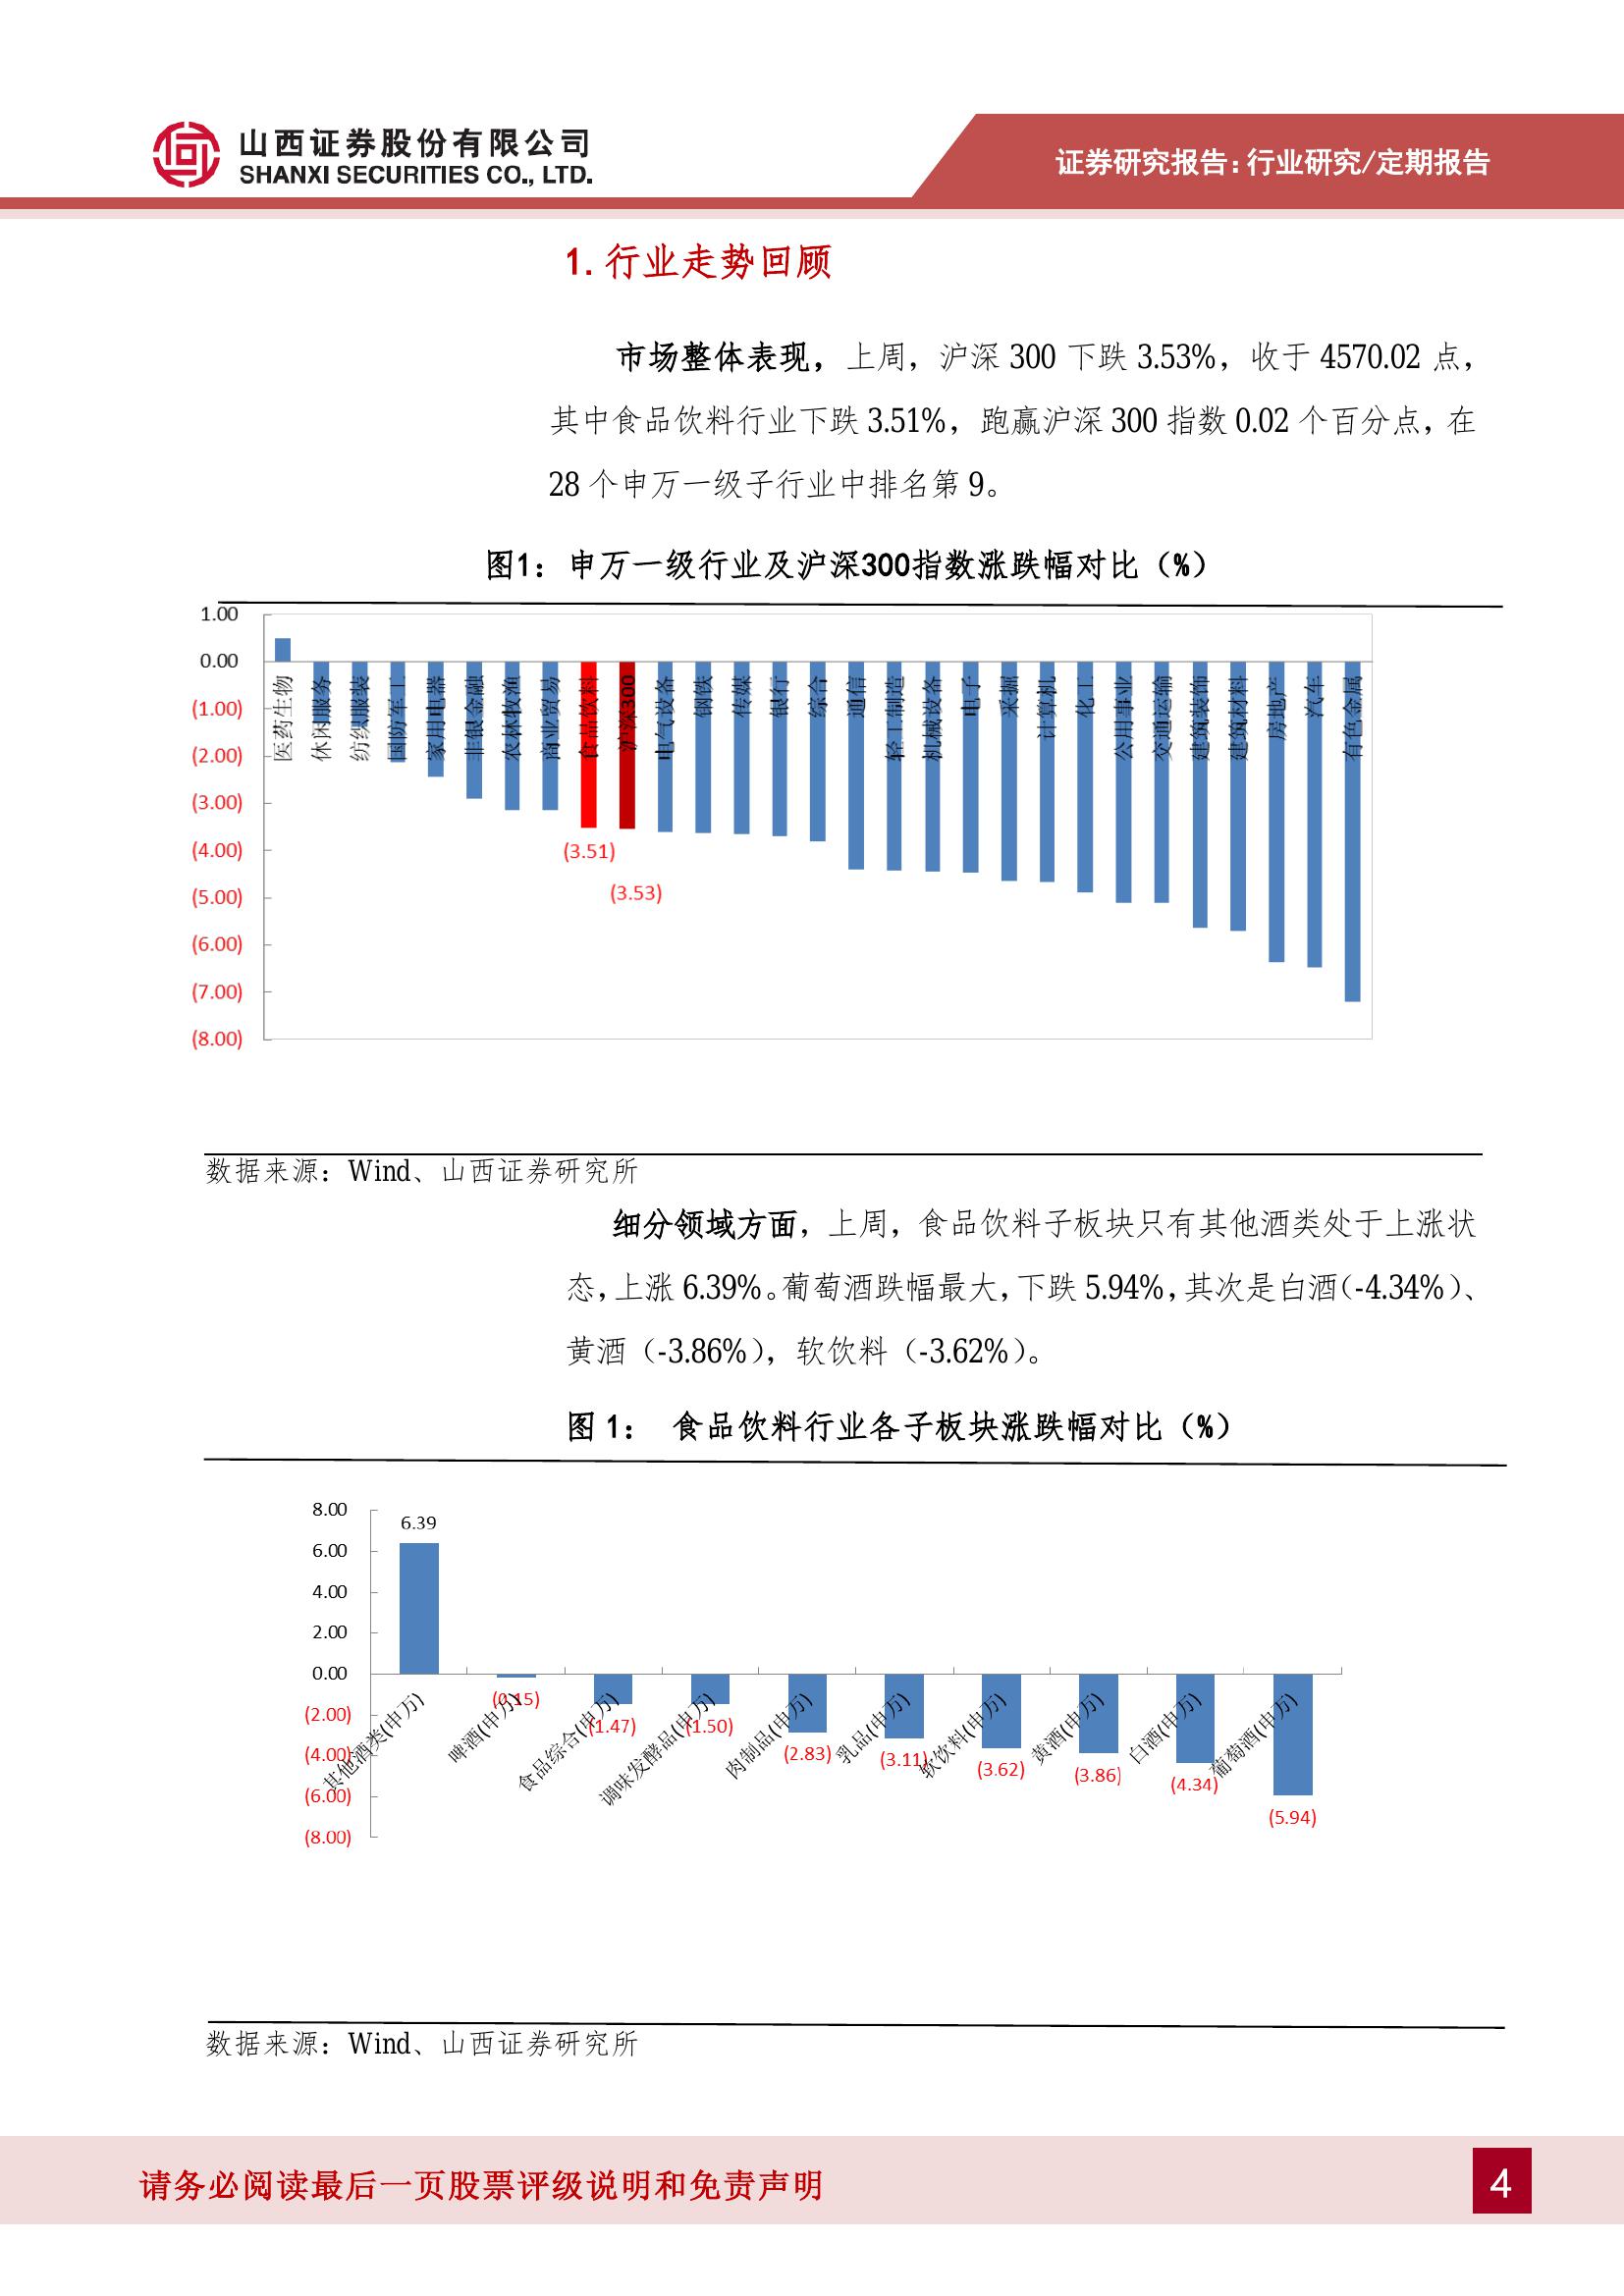 山西证券股份有限公司
SHANXI SECURITIES CO., LTD.
证券研究报告：行业研究/定期报告
1.行业走势回顾
市场整体表现，上周，沪深 300 下跌 3.53%，收于 4570.02 点，
其中食品饮料行业下跌 3.51%，跑赢沪深 300 指数 0.02 个百分点，在
28 个申万一级子行业中排名第 9。
图1：申万一级行业及沪深300指数涨跌幅对比（%）
1.00
0.00
(1.00)
(2.00)
(3.00)
(4.00)
(5.00)
(6.00)
(7.00)
(8.00)
医药生物
休闲服务
纺织服装
国防军工
家用电器
非银金融
农林牧渔
商业贸易
食品饮料
沪深300
电气设备
钢铁
传媒
银行
综合
通信
轻工制造
机械设备
电子
采掘
计算机
化工
公用事业
交通运输
建筑装饰
建筑材料
房地产
汽车
有色金属
(3.51)
(3.53)
数据来源：Wind、山西证券研究所
细分领域方面，上周，食品饮料子板块只有其他酒类处于上涨状
态，上涨 6.39%。葡萄酒跌幅最大，下跌 5.94%，其次是白酒（-4.34%）、
黄酒（-3.86%），软饮料（-3.62%）。
图 1： 食品饮料行业各子板块涨跌幅对比（%）
8.00
6.00
4.00
2.00
0.00
(2.00)
(4.00)
(6.00)
(8.00)
6.39
(0.15)
(1.47)
(1.50)
(2.83)
(3.11)
(3.62)
(3.86)
(4.34)
(5.94)
其他酒类(申万)
啤酒(申万)
食品综合(申万)
调味发酵品(申万)
肉制品(申万)
乳品(申万)
软饮料(申万)
黄酒(申万)
白酒(申万)
葡萄酒(申万)
数据来源：Wind、山西证券研究所
请务必阅读最后一页股票评级说明和免责声明
4